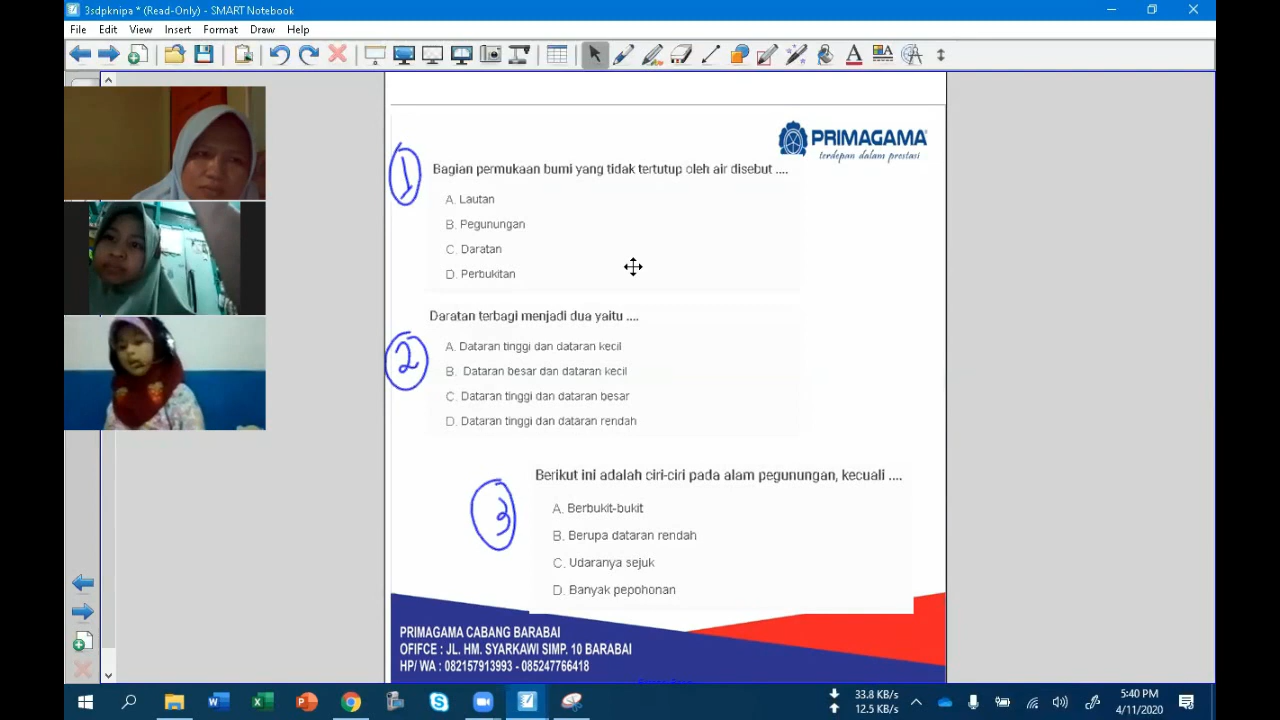 3sdpknipa * (Read-Only) - SMART Notebook
File Edit View Insert Format Draw Help
PRIMAGAMA
terdepan dalam prestasi
1
Bagian permukaan bumi yang tidak tertutup oleh air disebut ....
A. Lautan
B. Pegunungan
C. Daratan
D. Perbukitan
2
Daratan terbagi menjadi dua yaitu ....
A. Dataran tinggi dan dataran kecil
B. Dataran besar dan dataran kecil
C. Dataran tinggi dan dataran besar
D. Dataran tinggi dan dataran rendah
3
Berikut ini adalah ciri-ciri pada alam pegunungan, kecuali ....
A. Berbukit-bukit
B. Berupa dataran rendah
C. Udaranya sejuk
D. Banyak pepohonan
PRIMAGAMA CABANG BARABAI
OFIFCE : JL. HM. SYARKAWI SIMP. 10 BARABAI
HP/ WA : 082157913993 - 085247766418
33.8 KB/s
12.5 KB/s
5:40 PM
4/11/2020